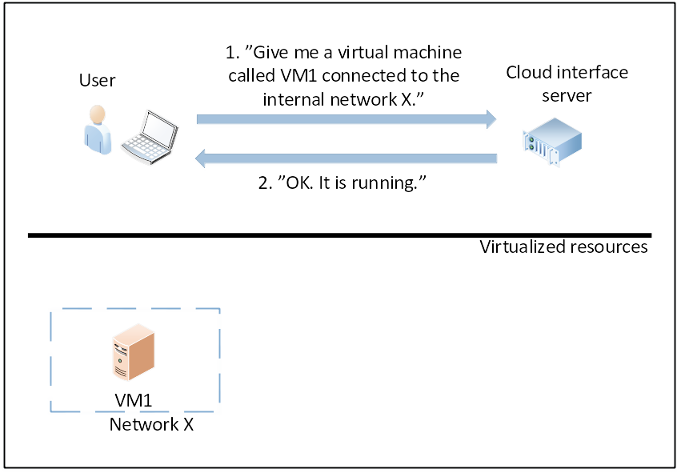 User
1. ”Give me a virtual machine
called VM1 connected to the
internal network X.”
Cloud interface
server
2. ”OK. It is running.”
Virtualized resources
VM1
Network X